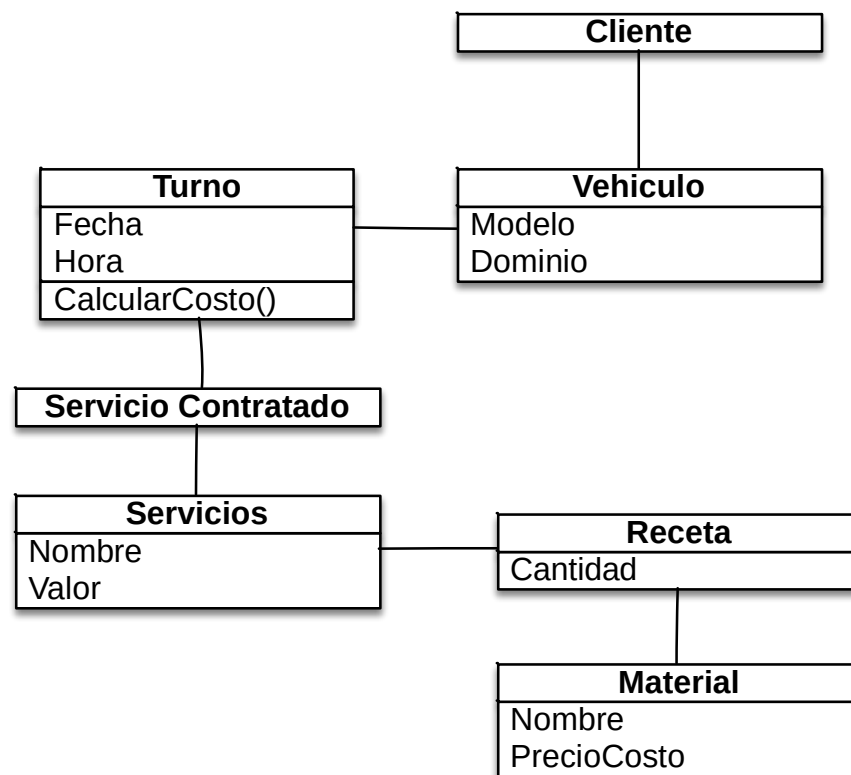 Cliente
Turno
Fecha
Hora
CalcularCosto()
Vehiculo
Modelo
Dominio
Servicio Contratado
Servicios
Nombre
Valor
Receta
Cantidad
Material
Nombre
PrecioCosto